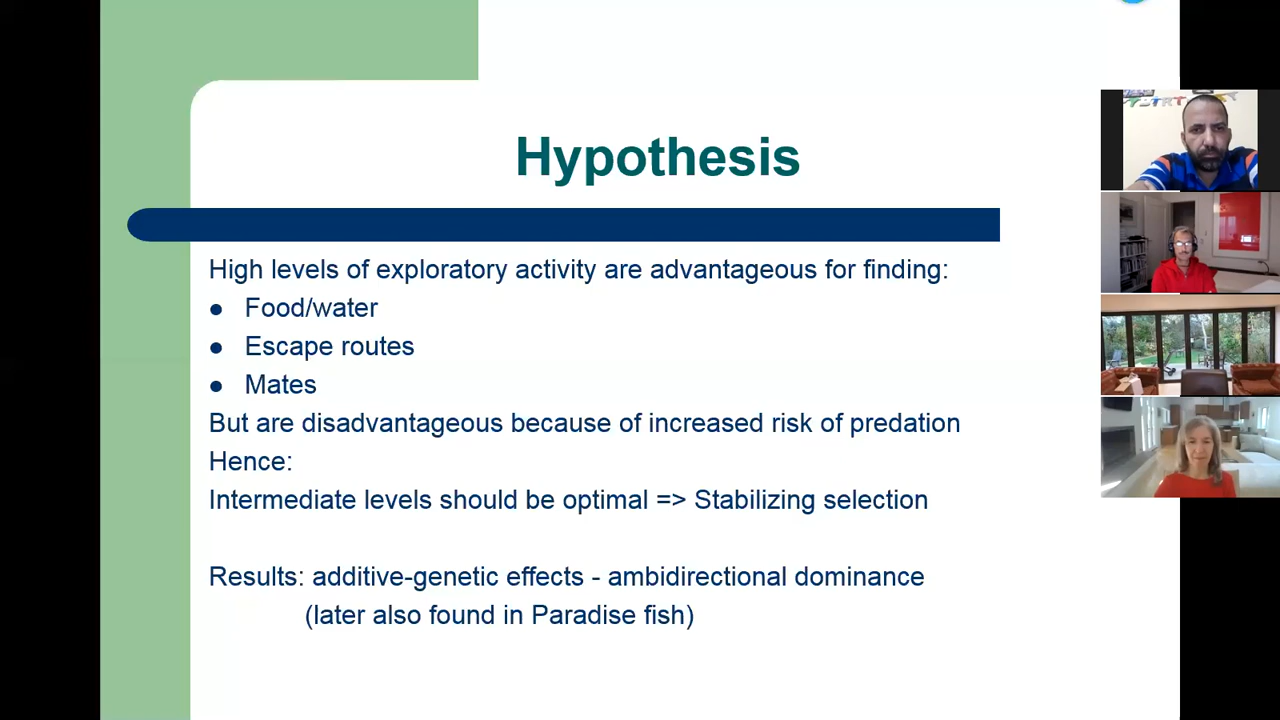 Hypothesis
High levels of exploratory activity are advantageous for finding:
● Food/water
● Escape routes
● Mates
But are disadvantageous because of increased risk of predation
Hence:
Intermediate levels should be optimal => Stabilizing selection
Results: additive-genetic effects - ambidirectional dominance
(later also found in Paradise fish)